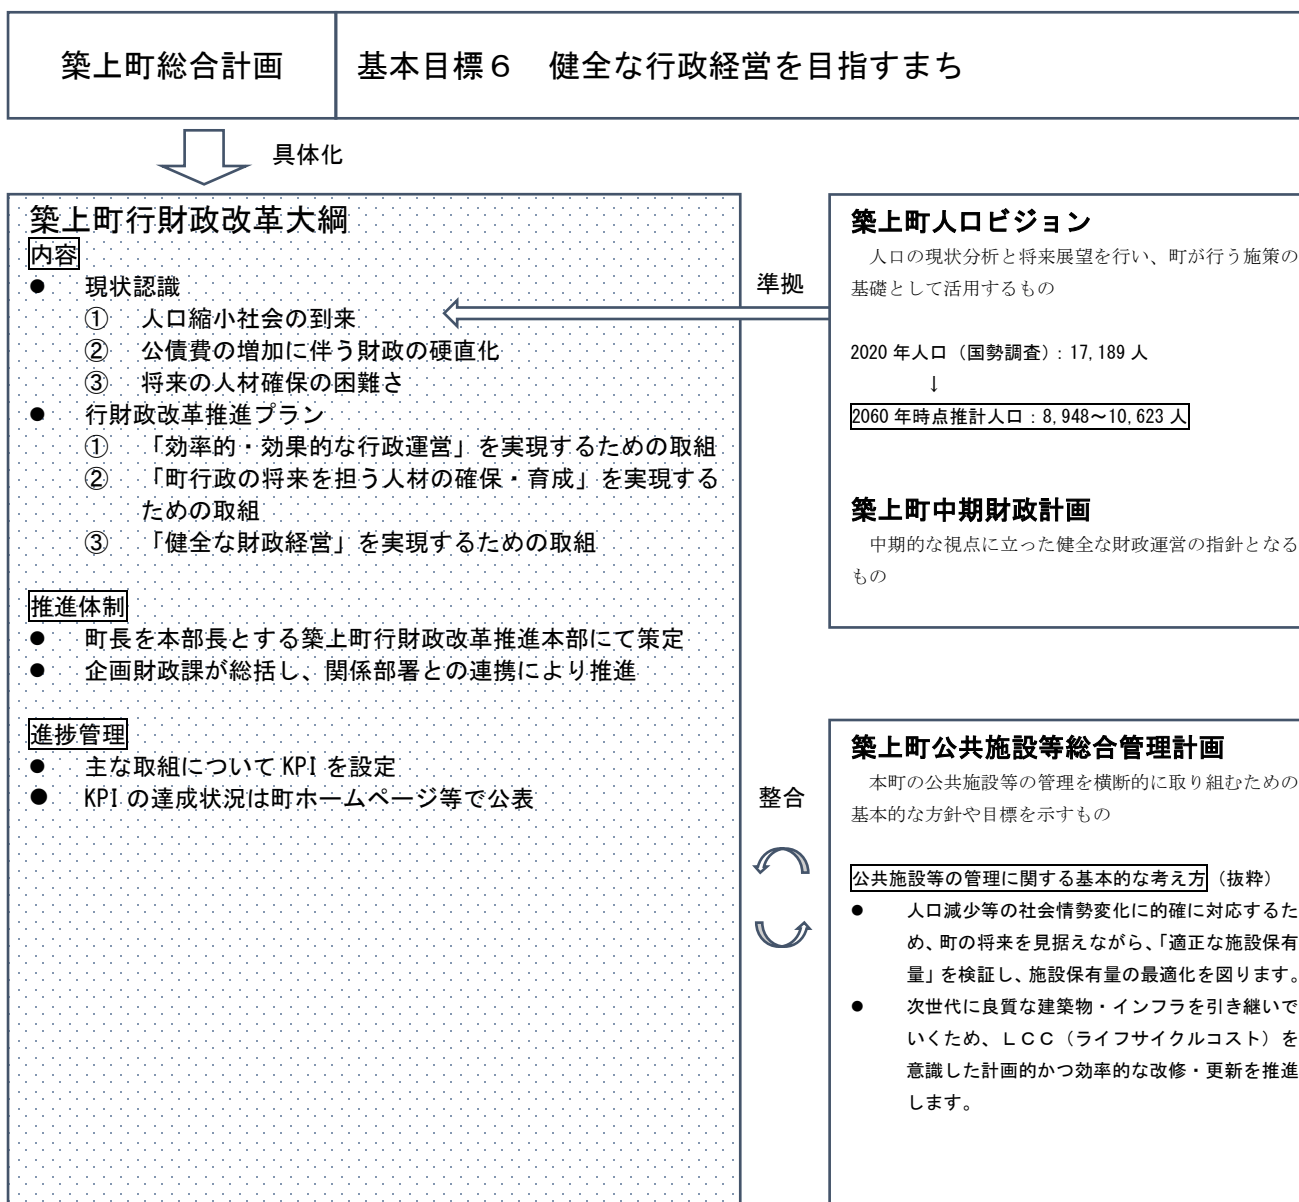 築上町総合計画
基本目標６　健全な行政経営を目指すまち
具体化
築上町行財政改革大綱
内容
● 現状認識
① 人口縮小社会の到来
② 公債費の増加に伴う財政の硬直化
③ 将来の人材確保の困難さ
● 行財政改革推進プラン
① 「効率的・効果的な行政運営」を実現するための取組
② 「町行政の将来を担う人材の確保・育成」を実現する
ための取組
③ 「健全な財政経営」を実現するための取組
推進体制
● 町長を本部長とする築上町行財政改革推進本部にて策定
● 企画財政課が総括し、関係部署との連携により推進
進捗管理
● 主な取組について KPI を設定
● KPI の達成状況は町ホームページ等で公表
準拠
築上町人口ビジョン
人口の現状分析と将来展望を行い、町が行う施策の
基礎として活用するもの
2020 年人口（国勢調査）：17,189 人
↓
2060 年時点推計人口：8,948～10,623 人
築上町中期財政計画
中期的な視点に立った健全な財政運営の指針となる
もの
整合
築上町公共施設等総合管理計画
本町の公共施設等の管理を横断的に取り組むための
基本的な方針や目標を示すもの
公共施設等の管理に関する基本的な考え方（抜粋）
● 人口減少等の社会情勢変化に的確に対応するた
め、町の将来を見据えながら、「適正な施設保有
量」を検証し、施設保有量の最適化を図ります。
● 次世代に良質な建築物・インフラを引き継いで
いくため、ＬＣＣ（ライフサイクルコスト）を
意識した計画的かつ効率的な改修・更新を推進
します。